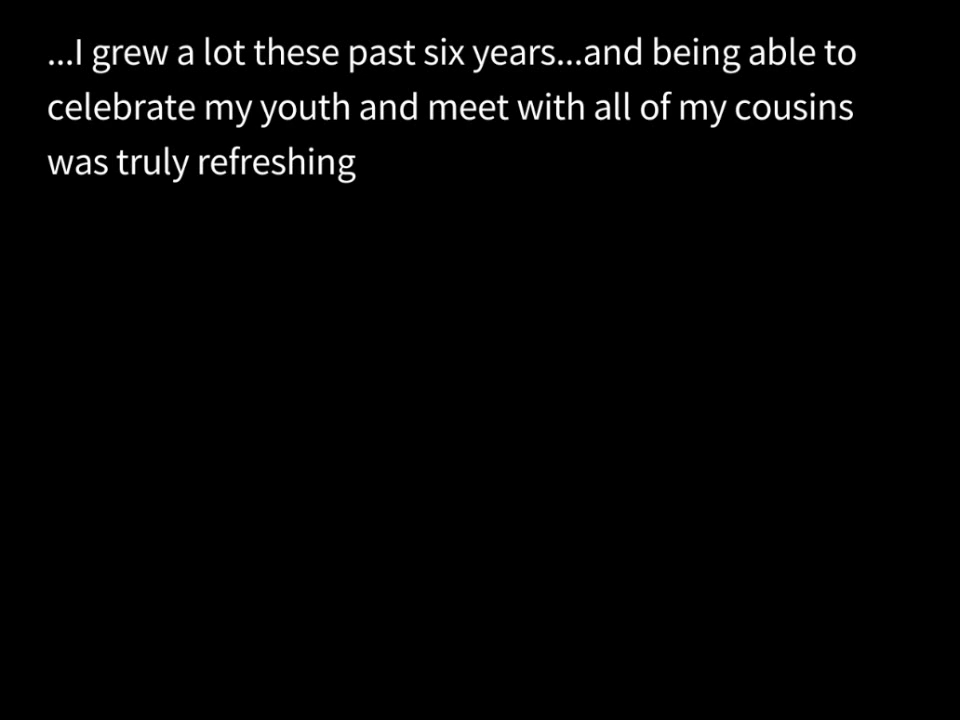 ...I grew a lot these past six years...and being able to
celebrate my youth and meet with all of my cousins
was truly refreshing